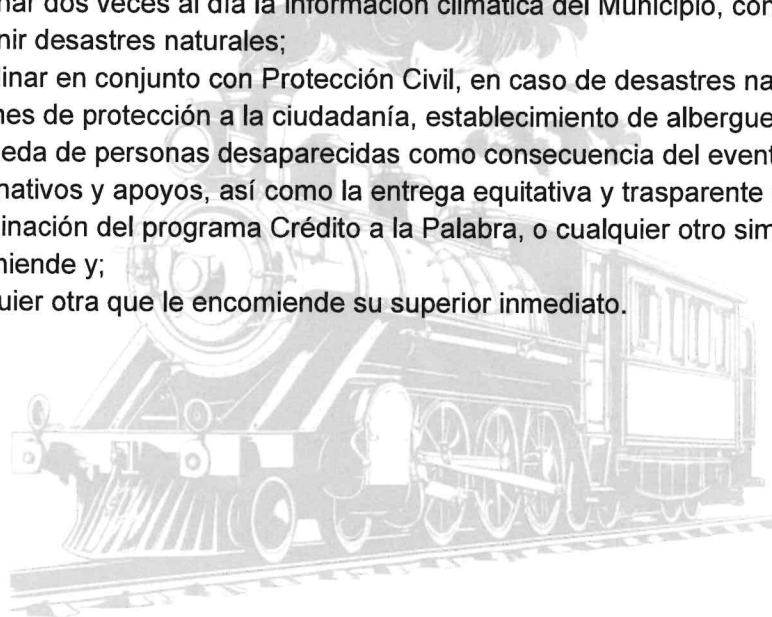 nar dos veces al día la información climática del Municipio, con
nir desastres naturales;
inar en conjunto con Protección Civil, en caso de desastres na
nes de protección a la ciudadanía, establecimiento de albergue
eda de personas desaparecidas como consecuencia del event
nativos y apoyos, así como la entrega equitativa y trasparente
inación del programa Crédito a la Palabra, o cualquier otro sim
niende y;
uier otra que le encomiende su superior inmediato.